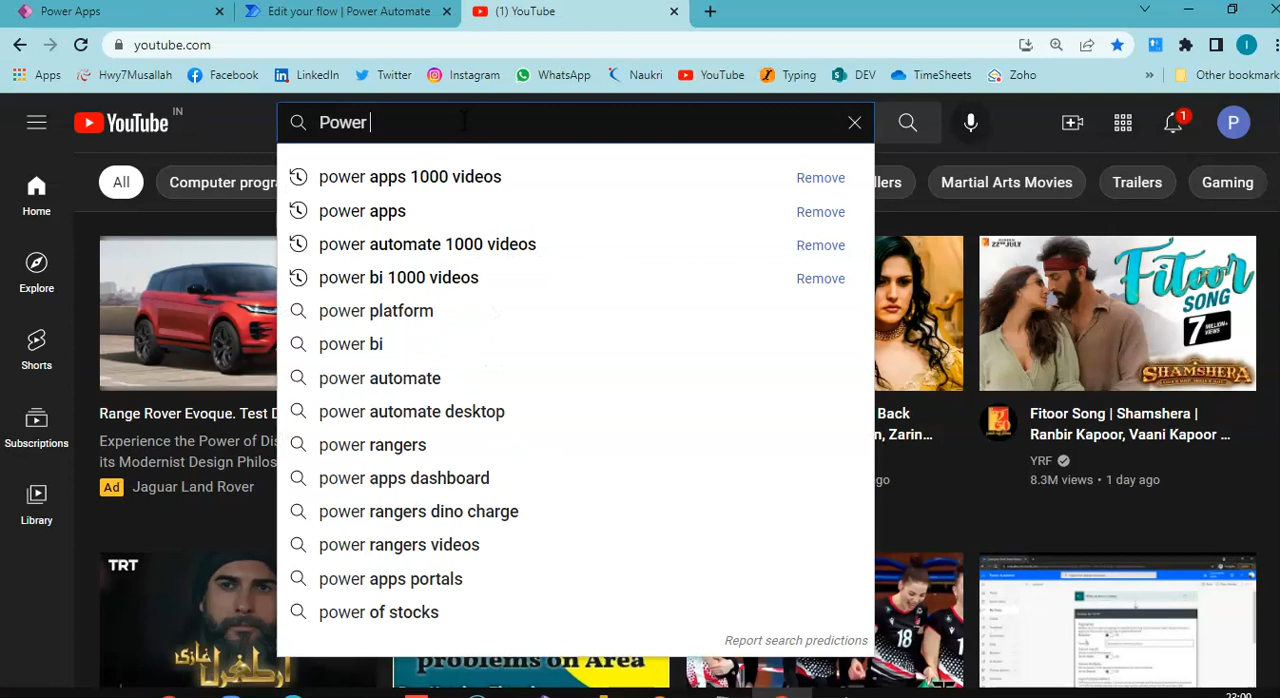 Power Apps
Edit your flow | Power Automate
(1) YouTube
youtube.com
Apps
Hwy7Musallah
Facebook
LinkedIn
Twitter
Instagram
WhatsApp
Naukri
YouTube
Typing
DEV
TimeSheets
Zoho
»
Other bookmark
I
YouTube IN
Power
1
P
All
Computer progra
llers
Martial Arts Movies
Trailers
Gaming
Home
Explore
Shorts
Subscriptions
Library
power apps 1000 videos Remove
power apps Remove
power automate 1000 videos Remove
power bi 1000 videos Remove
power platform
power bi
power automate
power automate desktop
power rangers
power apps dashboard
power rangers dino charge
power rangers videos
power apps portals
power of stocks
Report search predictions
Range Rover Evoque. Test D
Experience the Power of Dis
its Modernist Design Philos
Ad Jaguar Land Rover
Back
n, Zarin...
go
22nd JULY
Fitoor
SONG
7 MILLION+ VIEWS
SHAMSHERA
Fitoor Song | Shamshera |
Ranbir Kapoor, Vaani Kapoor ...
YRF
8.3M views • 1 day ago
TRT
problems on Area
18
22:09